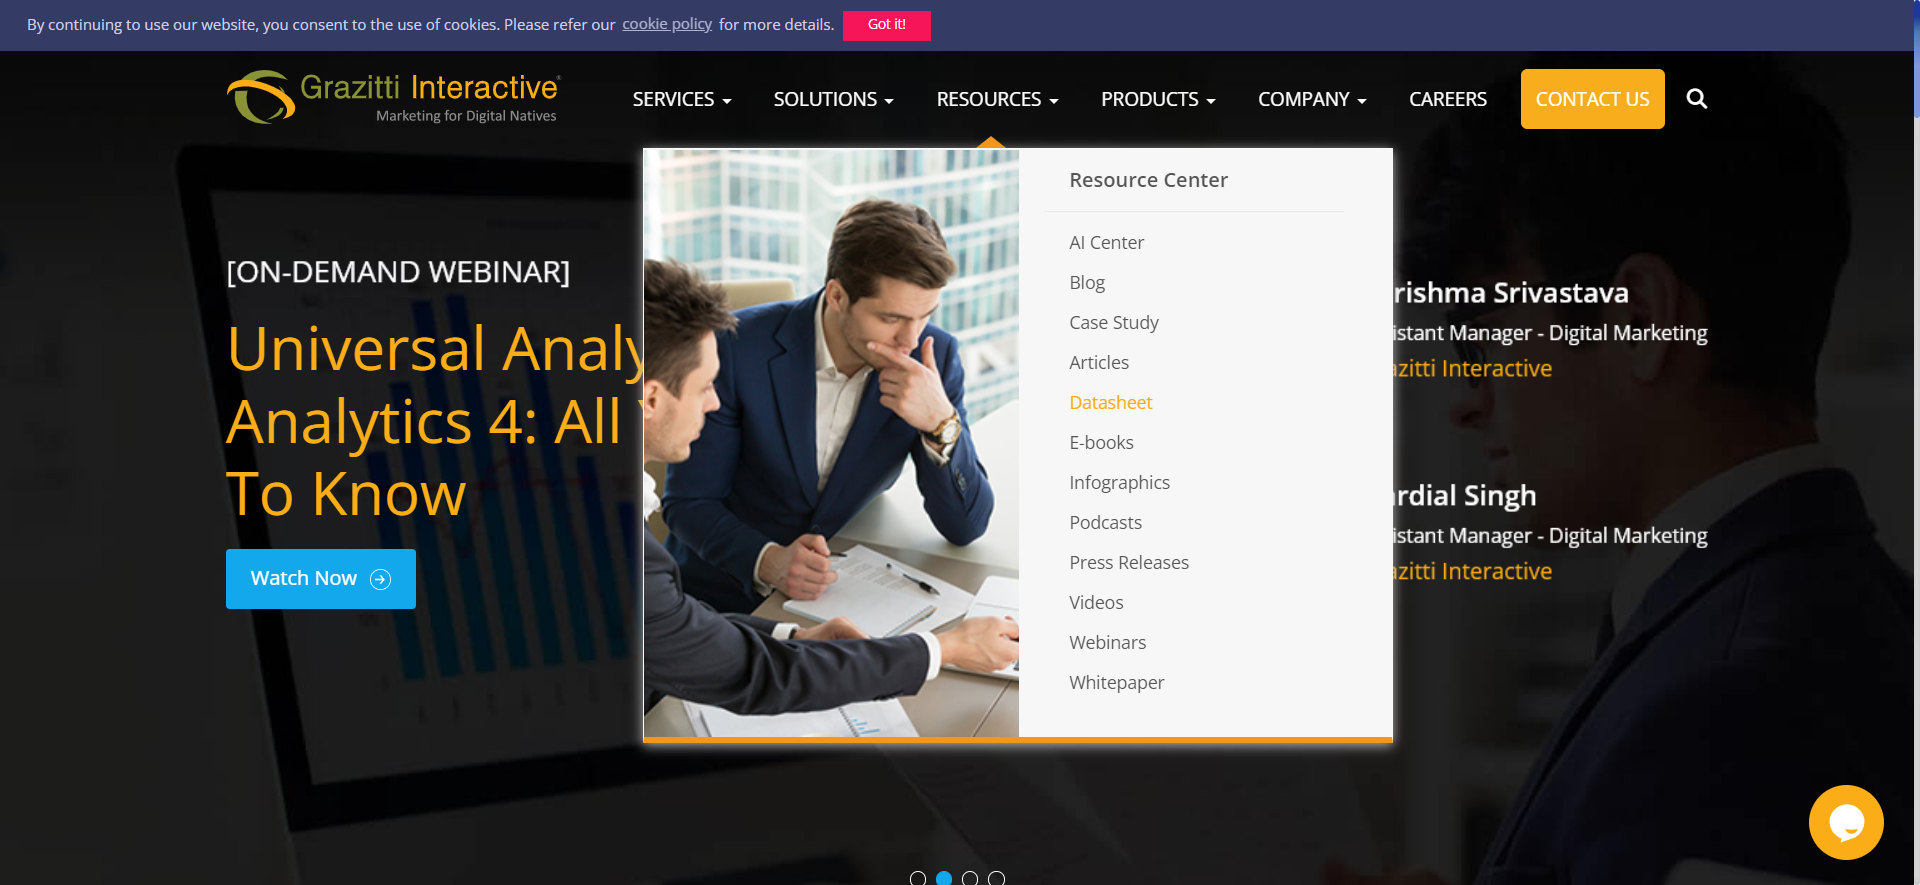 By continuing to use our website, you consent to the use of cookies. Please refer our cookie policy for more details. Got it!
Grazitti Interactive®
Marketing for Digital Natives
SERVICES SOLUTIONS RESOURCES PRODUCTS COMPANY CAREERS CONTACT US
Resource Center
AI Center
Blog
Case Study
Articles
Datasheet
E-books
Infographics
Podcasts
Press Releases
Videos
Webinars
Whitepaper
[ON-DEMAND WEBINAR]
Universal Analy
Analytics 4: All
To Know
Watch Now
rishma Srivastava
istant Manager - Digital Marketing
azitti Interactive
rdial Singh
istant Manager - Digital Marketing
azitti Interactive